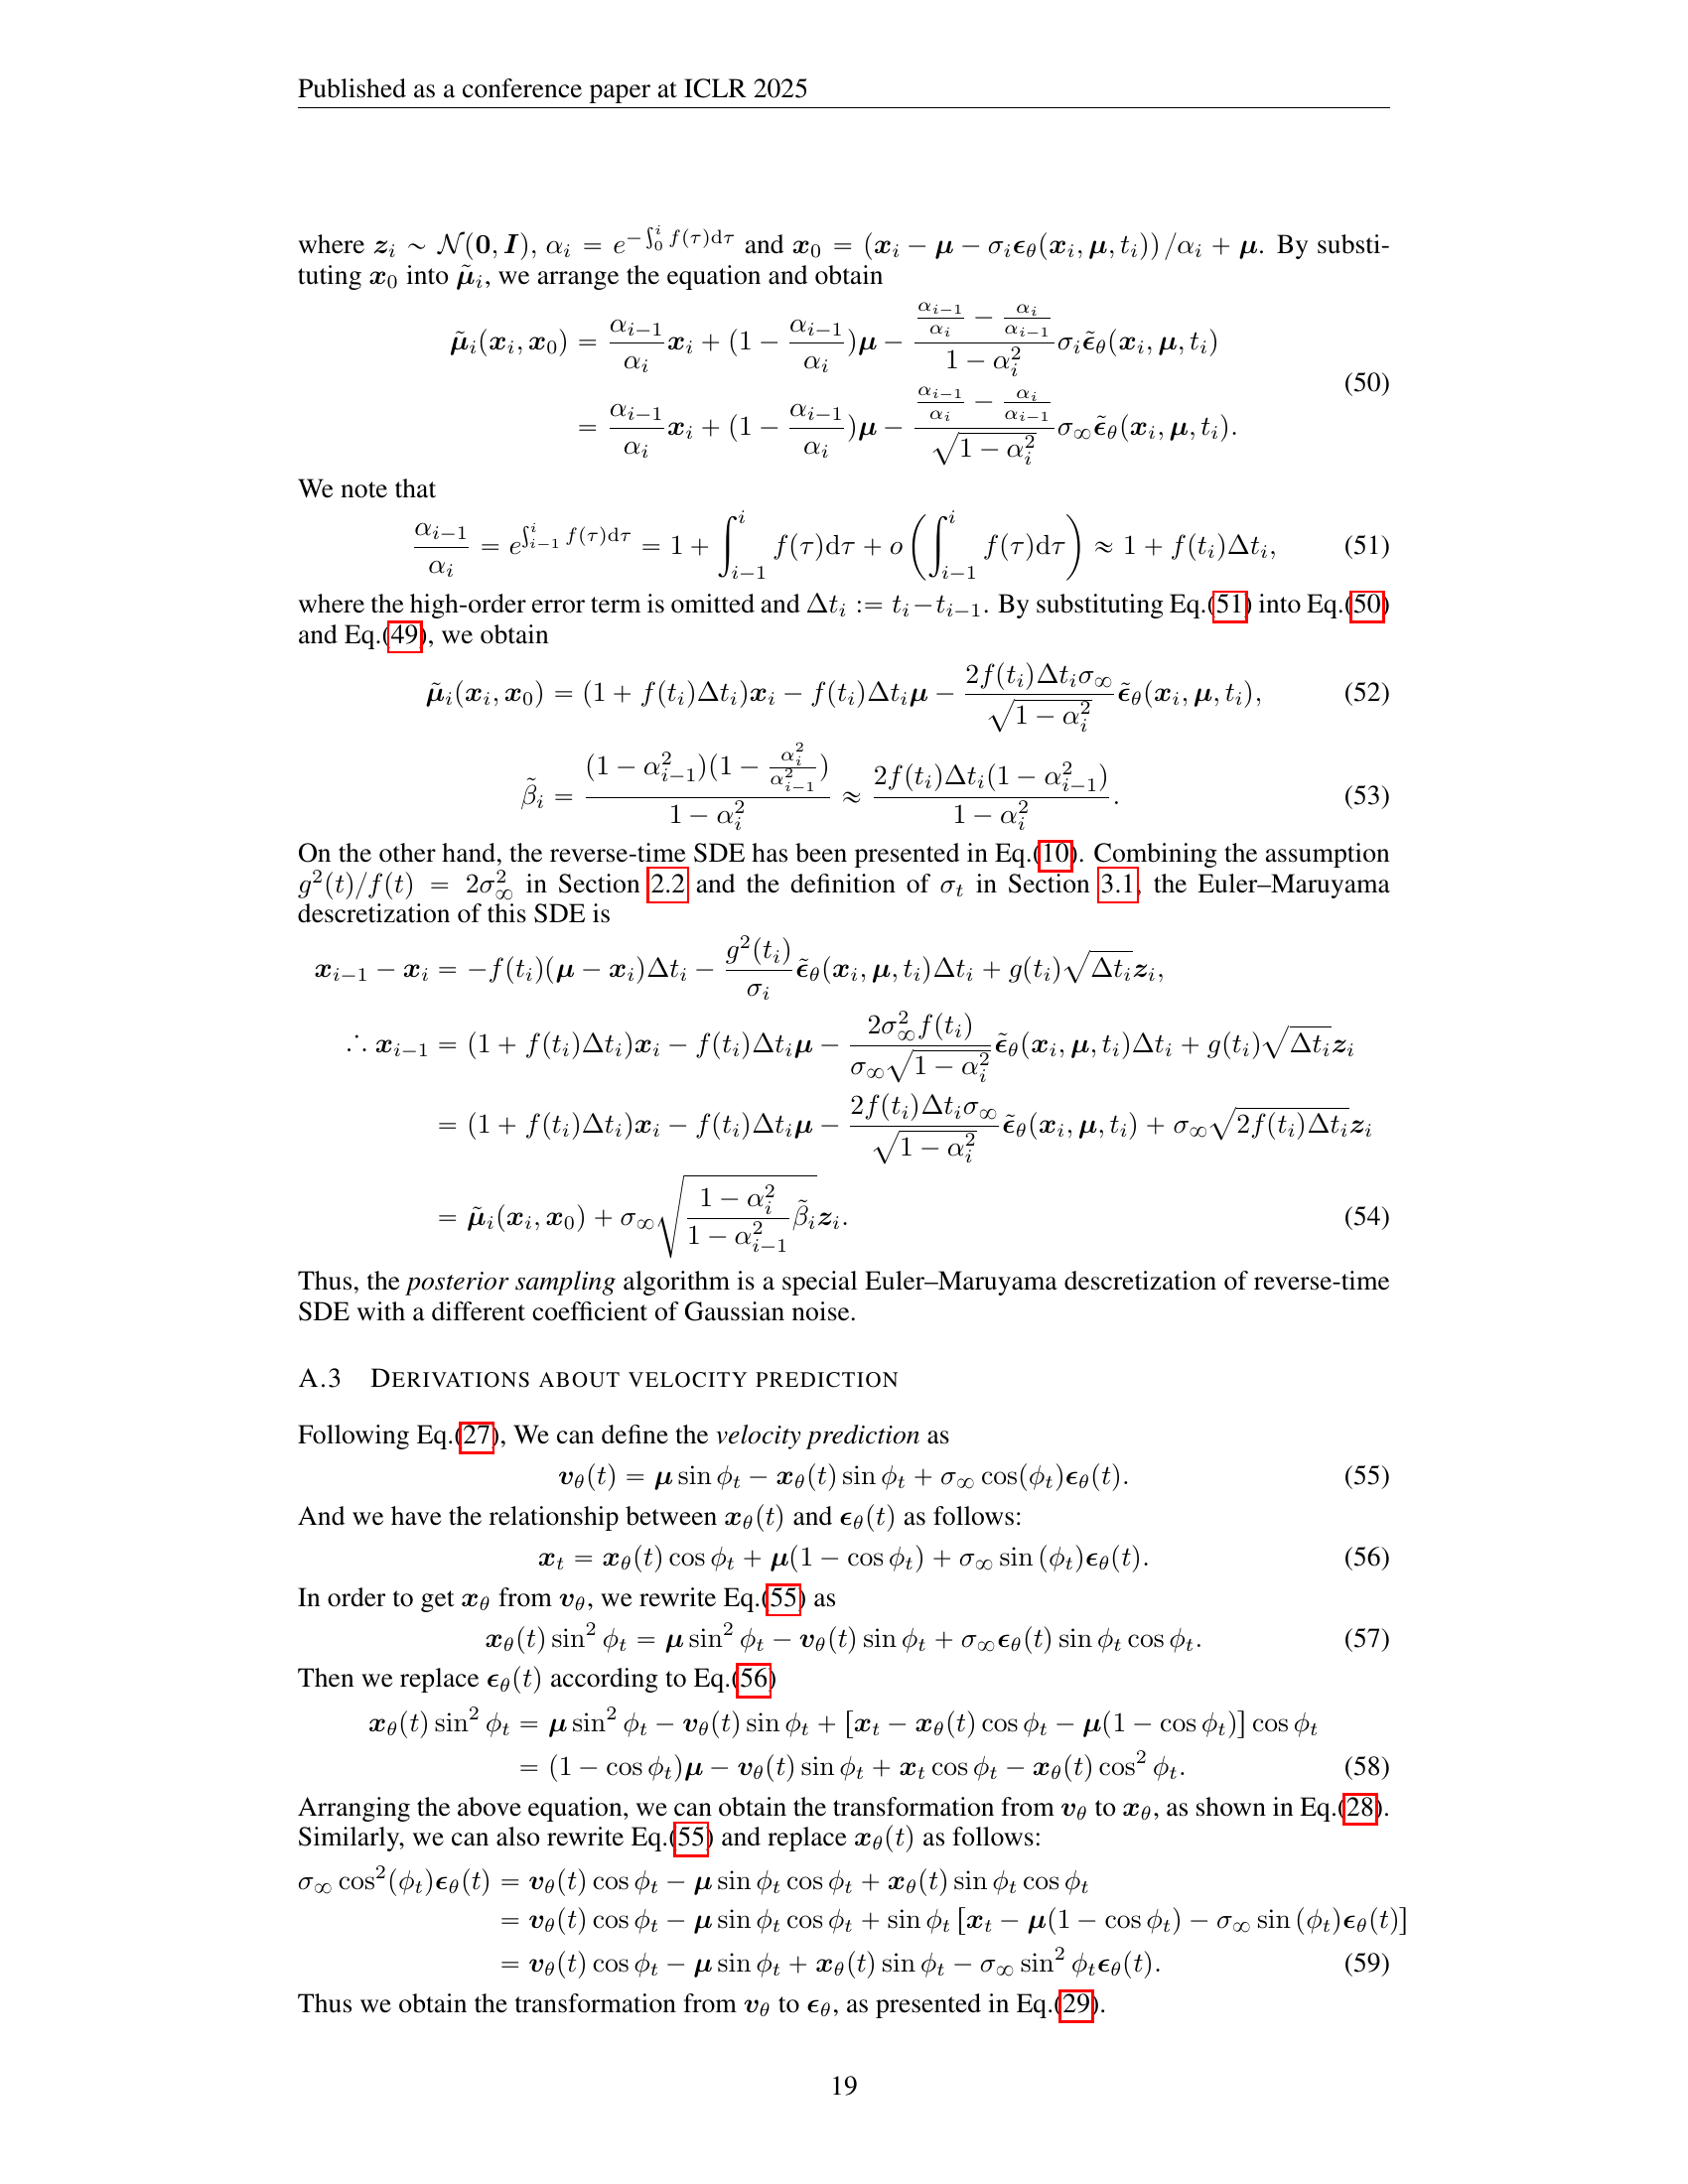 Published as a conference paper at ICLR 2025
where $\boldsymbol{z}_i \sim \mathcal{N}(\boldsymbol{0}, \boldsymbol{I})$, $\alpha_i = e^{-\int_0^i f(\tau)\mathrm{d}\tau}$ and $\boldsymbol{x}_0 = (\boldsymbol{x}_i - \boldsymbol{\mu} - \sigma_i \boldsymbol{\epsilon}_\theta(\boldsymbol{x}_i, \boldsymbol{\mu}, t_i)) / \alpha_i + \boldsymbol{\mu}$. By substi-
tuting $\boldsymbol{x}_0$ into $\tilde{\boldsymbol{\mu}}_i$, we arrange the equation and obtain
$\tilde{\boldsymbol{\mu}}_i(\boldsymbol{x}_i, \boldsymbol{x}_0) = \frac{\alpha_{i-1}}{\alpha_i} \boldsymbol{x}_i + (1 - \frac{\alpha_{i-1}}{\alpha_i})\boldsymbol{\mu} - \frac{\frac{\alpha_{i-1}}{\alpha_i} - \frac{\alpha_i}{\alpha_{i-1}}}{1 - \alpha_i^2} \sigma_i \tilde{\boldsymbol{\epsilon}}_\theta(\boldsymbol{x}_i, \boldsymbol{\mu}, t_i)$
$= \frac{\alpha_{i-1}}{\alpha_i} \boldsymbol{x}_i + (1 - \frac{\alpha_{i-1}}{\alpha_i})\boldsymbol{\mu} - \frac{\frac{\alpha_{i-1}}{\alpha_i} - \frac{\alpha_i}{\alpha_{i-1}}}{\sqrt{1 - \alpha_i^2}} \sigma_\infty \tilde{\boldsymbol{\epsilon}}_\theta(\boldsymbol{x}_i, \boldsymbol{\mu}, t_i).$ (50)
We note that
$\frac{\alpha_{i-1}}{\alpha_i} = e^{\int_{i-1}^i f(\tau)\mathrm{d}\tau} = 1 + \int_{i-1}^i f(\tau)\mathrm{d}\tau + o\left(\int_{i-1}^i f(\tau)\mathrm{d}\tau\right) \approx 1 + f(t_i)\Delta t_i,$ (51)
where the high-order error term is omitted and $\Delta t_i := t_i - t_{i-1}$. By substituting Eq.(51) into Eq.(50)
and Eq.(49), we obtain
$\tilde{\boldsymbol{\mu}}_i(\boldsymbol{x}_i, \boldsymbol{x}_0) = (1 + f(t_i)\Delta t_i)\boldsymbol{x}_i - f(t_i)\Delta t_i \boldsymbol{\mu} - \frac{2f(t_i)\Delta t_i \sigma_\infty}{\sqrt{1 - \alpha_i^2}} \tilde{\boldsymbol{\epsilon}}_\theta(\boldsymbol{x}_i, \boldsymbol{\mu}, t_i),$ (52)
$\tilde{\beta}_i = \frac{(1 - \alpha_{i-1}^2)(1 - \frac{\alpha_i^2}{\alpha_{i-1}^2})}{1 - \alpha_i^2} \approx \frac{2f(t_i)\Delta t_i(1 - \alpha_{i-1}^2)}{1 - \alpha_i^2}.$ (53)
On the other hand, the reverse-time SDE has been presented in Eq.(10). Combining the assumption
$g^2(t)/f(t) = 2\sigma_\infty^2$ in Section 2.2 and the definition of $\sigma_t$ in Section 3.1, the Euler–Maruyama
descretization of this SDE is
$\boldsymbol{x}_{i-1} - \boldsymbol{x}_i = -f(t_i)(\boldsymbol{\mu} - \boldsymbol{x}_i)\Delta t_i - \frac{g^2(t_i)}{\sigma_i} \tilde{\boldsymbol{\epsilon}}_\theta(\boldsymbol{x}_i, \boldsymbol{\mu}, t_i)\Delta t_i + g(t_i)\sqrt{\Delta t_i} \boldsymbol{z}_i,$
$\therefore \boldsymbol{x}_{i-1} = (1 + f(t_i)\Delta t_i)\boldsymbol{x}_i - f(t_i)\Delta t_i \boldsymbol{\mu} - \frac{2\sigma_\infty^2 f(t_i)}{\sigma_\infty \sqrt{1 - \alpha_i^2}} \tilde{\boldsymbol{\epsilon}}_\theta(\boldsymbol{x}_i, \boldsymbol{\mu}, t_i)\Delta t_i + g(t_i)\sqrt{\Delta t_i} \boldsymbol{z}_i$
$= (1 + f(t_i)\Delta t_i)\boldsymbol{x}_i - f(t_i)\Delta t_i \boldsymbol{\mu} - \frac{2f(t_i)\Delta t_i \sigma_\infty}{\sqrt{1 - \alpha_i^2}} \tilde{\boldsymbol{\epsilon}}_\theta(\boldsymbol{x}_i, \boldsymbol{\mu}, t_i) + \sigma_\infty \sqrt{2f(t_i)\Delta t_i} \boldsymbol{z}_i$
$= \tilde{\boldsymbol{\mu}}_i(\boldsymbol{x}_i, \boldsymbol{x}_0) + \sigma_\infty \sqrt{\frac{1 - \alpha_i^2}{1 - \alpha_{i-1}^2} \tilde{\beta}_i} \boldsymbol{z}_i.$ (54)
Thus, the posterior sampling algorithm is a special Euler–Maruyama descretization of reverse-time
SDE with a different coefficient of Gaussian noise.
A.3 DERIVATIONS ABOUT VELOCITY PREDICTION
Following Eq.(27), We can define the velocity prediction as
$\boldsymbol{v}_\theta(t) = \boldsymbol{\mu} \sin \phi_t - \boldsymbol{x}_\theta(t) \sin \phi_t + \sigma_\infty \cos(\phi_t)\boldsymbol{\epsilon}_\theta(t).$ (55)
And we have the relationship between $\boldsymbol{x}_\theta(t)$ and $\boldsymbol{\epsilon}_\theta(t)$ as follows:
$\boldsymbol{x}_t = \boldsymbol{x}_\theta(t) \cos \phi_t + \boldsymbol{\mu}(1 - \cos \phi_t) + \sigma_\infty \sin (\phi_t)\boldsymbol{\epsilon}_\theta(t).$ (56)
In order to get $\boldsymbol{x}_\theta$ from $\boldsymbol{v}_\theta$, we rewrite Eq.(55) as
$\boldsymbol{x}_\theta(t) \sin^2 \phi_t = \boldsymbol{\mu} \sin^2 \phi_t - \boldsymbol{v}_\theta(t) \sin \phi_t + \sigma_\infty \boldsymbol{\epsilon}_\theta(t) \sin \phi_t \cos \phi_t.$ (57)
Then we replace $\boldsymbol{\epsilon}_\theta(t)$ according to Eq.(56)
$\boldsymbol{x}_\theta(t) \sin^2 \phi_t = \boldsymbol{\mu} \sin^2 \phi_t - \boldsymbol{v}_\theta(t) \sin \phi_t + [\boldsymbol{x}_t - \boldsymbol{x}_\theta(t) \cos \phi_t - \boldsymbol{\mu}(1 - \cos \phi_t)] \cos \phi_t$
$= (1 - \cos \phi_t)\boldsymbol{\mu} - \boldsymbol{v}_\theta(t) \sin \phi_t + \boldsymbol{x}_t \cos \phi_t - \boldsymbol{x}_\theta(t) \cos^2 \phi_t.$ (58)
Arranging the above equation, we can obtain the transformation from $\boldsymbol{v}_\theta$ to $\boldsymbol{x}_\theta$, as shown in Eq.(28).
Similarly, we can also rewrite Eq.(55) and replace $\boldsymbol{x}_\theta(t)$ as follows:
$\sigma_\infty \cos^2(\phi_t)\boldsymbol{\epsilon}_\theta(t) = \boldsymbol{v}_\theta(t) \cos \phi_t - \boldsymbol{\mu} \sin \phi_t \cos \phi_t + \boldsymbol{x}_\theta(t) \sin \phi_t \cos \phi_t$
$= \boldsymbol{v}_\theta(t) \cos \phi_t - \boldsymbol{\mu} \sin \phi_t \cos \phi_t + \sin \phi_t [\boldsymbol{x}_t - \boldsymbol{\mu}(1 - \cos \phi_t) - \sigma_\infty \sin (\phi_t)\boldsymbol{\epsilon}_\theta(t)]$
$= \boldsymbol{v}_\theta(t) \cos \phi_t - \boldsymbol{\mu} \sin \phi_t + \boldsymbol{x}_\theta(t) \sin \phi_t - \sigma_\infty \sin^2 \phi_t \boldsymbol{\epsilon}_\theta(t).$ (59)
Thus we obtain the transformation from $\boldsymbol{v}_\theta$ to $\boldsymbol{\epsilon}_\theta$, as presented in Eq.(29).
19